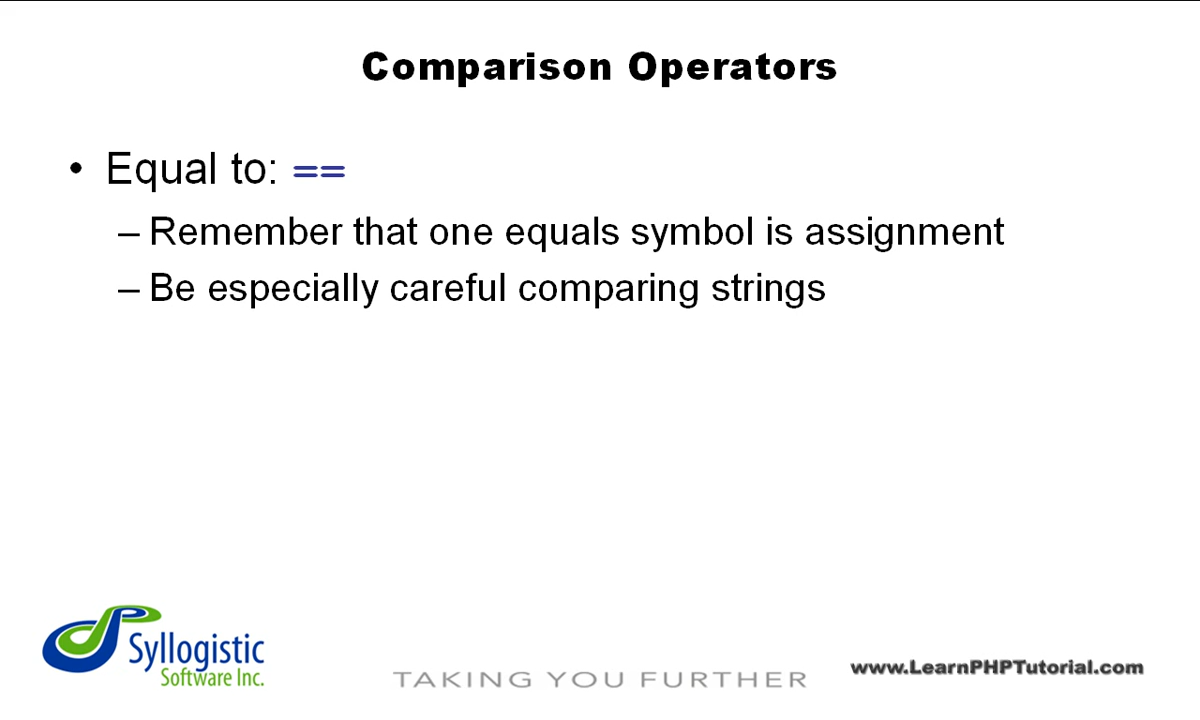 Comparison Operators
• Equal to: ==
– Remember that one equals symbol is assignment
– Be especially careful comparing strings
Syllogistic
Software Inc.
TAKING YOU FURTHER
www.LearnPHPTutorial.com